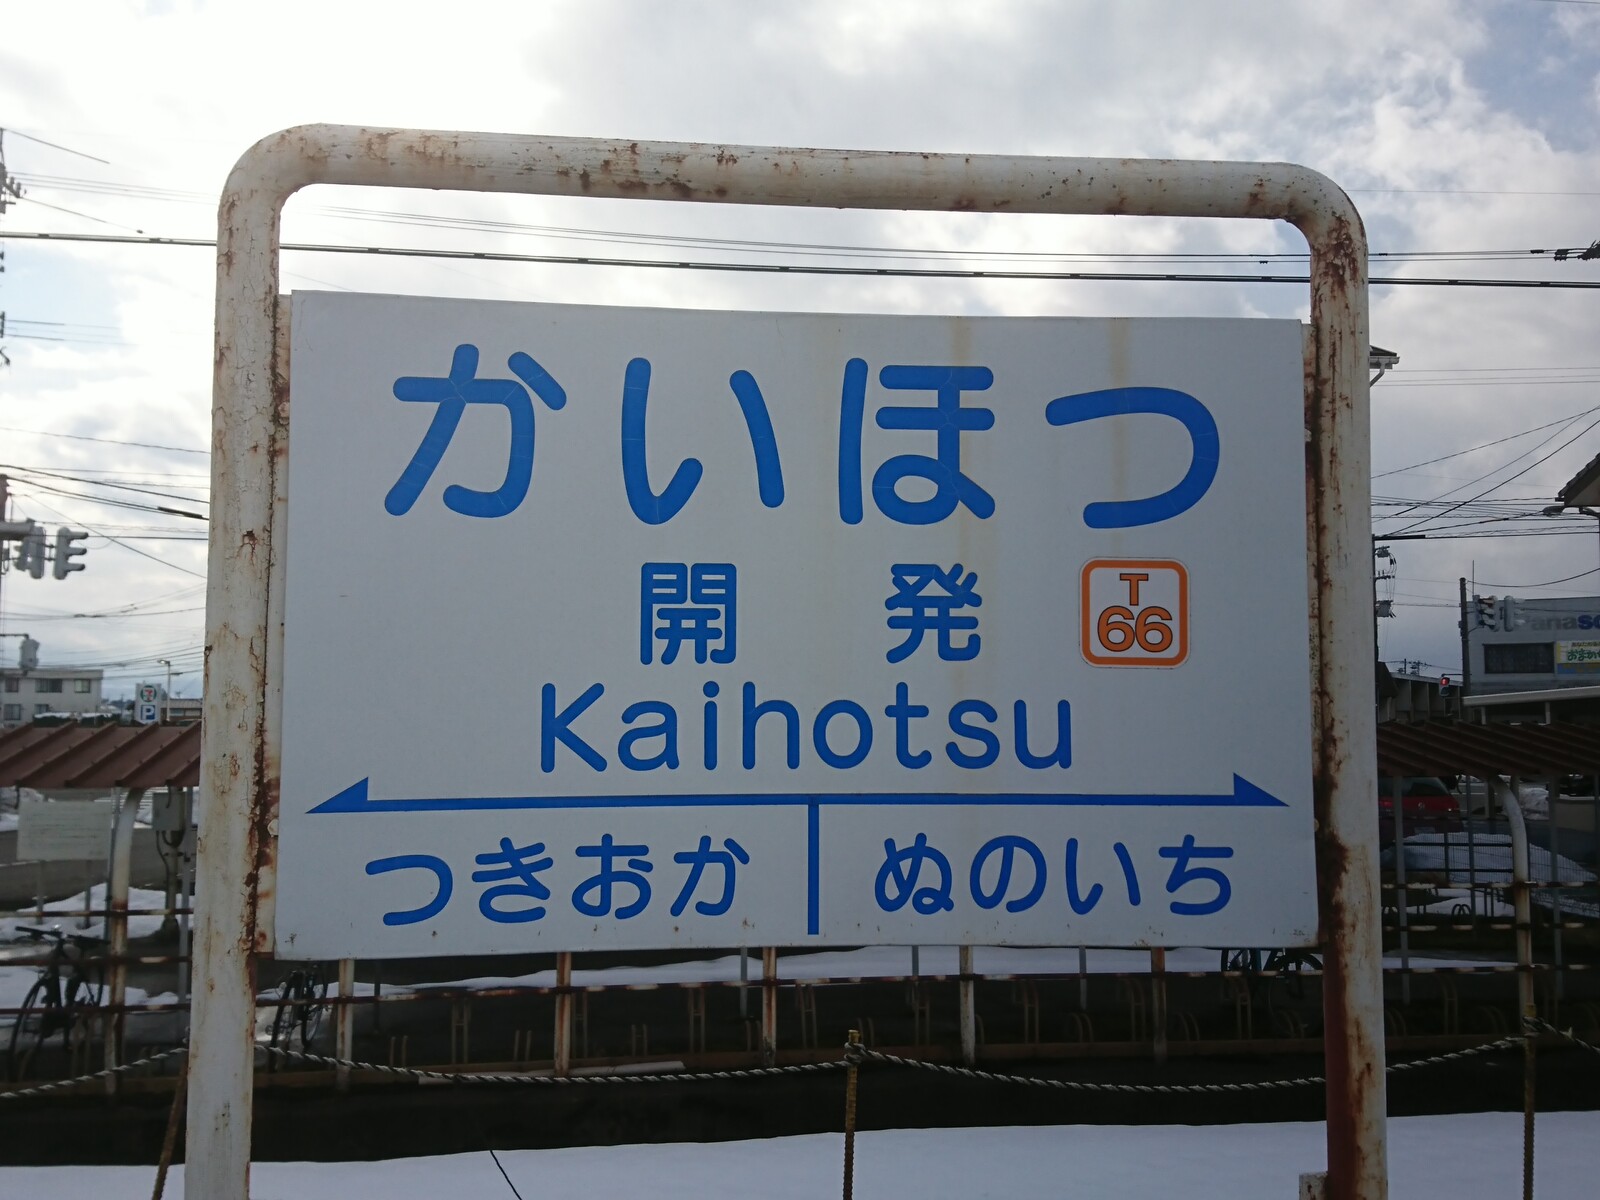 かいほつ
開発
T
66
Kaihotsu
つきおか ぬのいち
P